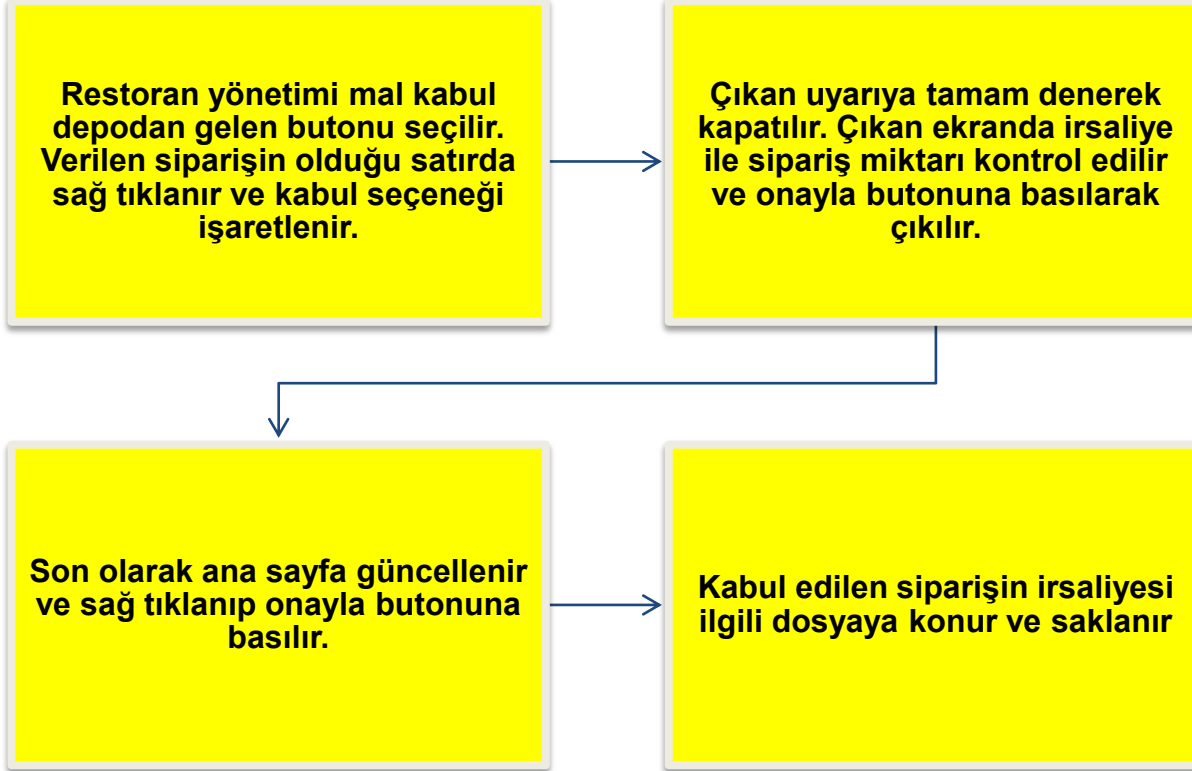 Restoran yönetimi mal kabul
depodan gelen butonu seçilir.
Verilen siparişin olduğu satırda
sağ tıklanır ve kabul seçeneği
işaretlenir.
Çıkan uyarıya tamam denerek
kapatılır. Çıkan ekranda irsaliye
ile sipariş miktarı kontrol edilir
ve onayla butonuna basılarak
çıkılır.
Son olarak ana sayfa güncellenir
ve sağ tıklanıp onayla butonuna
basılır.
Kabul edilen siparişin irsaliyesi
ilgili dosyaya konur ve saklanır